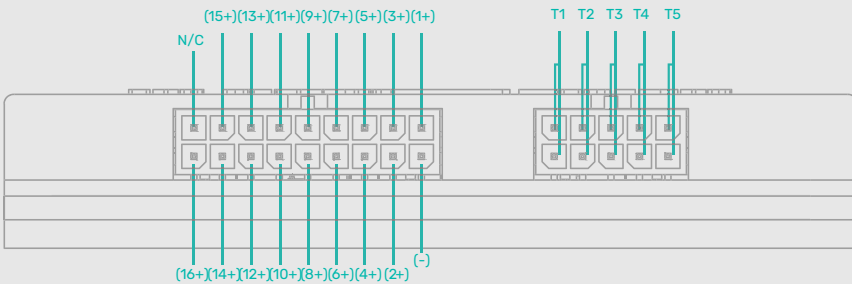 (15+)(13+)(11+)(9+)(7+)(5+)(3+)(1+) T1 T2 T3 T4 T5
N/C
(-)
(16+)(14+)(12+)(10+)(8+)(6+)(4+)(2+)